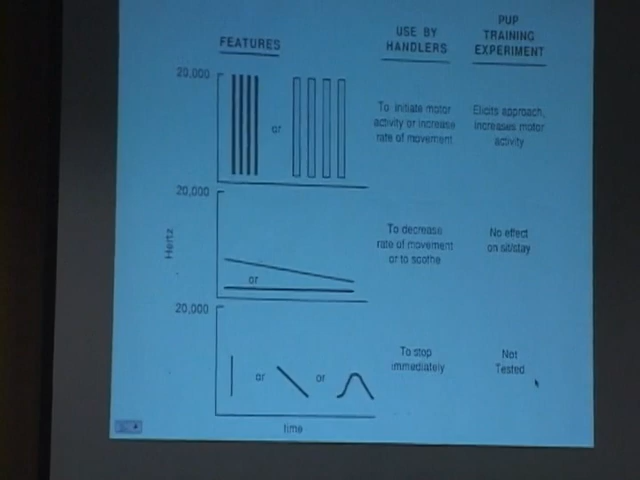 FEATURES
USE BY
HANDLERS
PUP
TRAINING
EXPERIMENT
Hertz
20,000
or
To initiate motor
activity or increase
rate of movement
Elicits approach,
increases motor
activity
20,000
or
To decrease
rate of movement
or to soothe
No effect
on sit/stay
20,000
or
or
To stop
immediately
Not
Tested
time